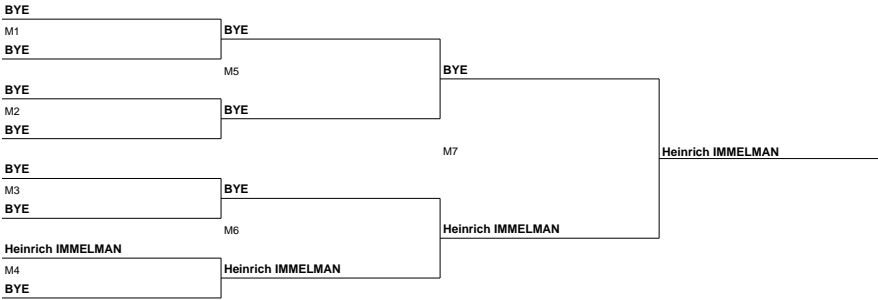 BYE
M1
BYE
BYE
M5
BYE
M2
BYE
BYE
BYE
M7
Heinrich IMMELMAN
BYE
M3
BYE
BYE
M6
Heinrich IMMELMAN
Heinrich IMMELMAN
M4
Heinrich IMMELMAN
BYE